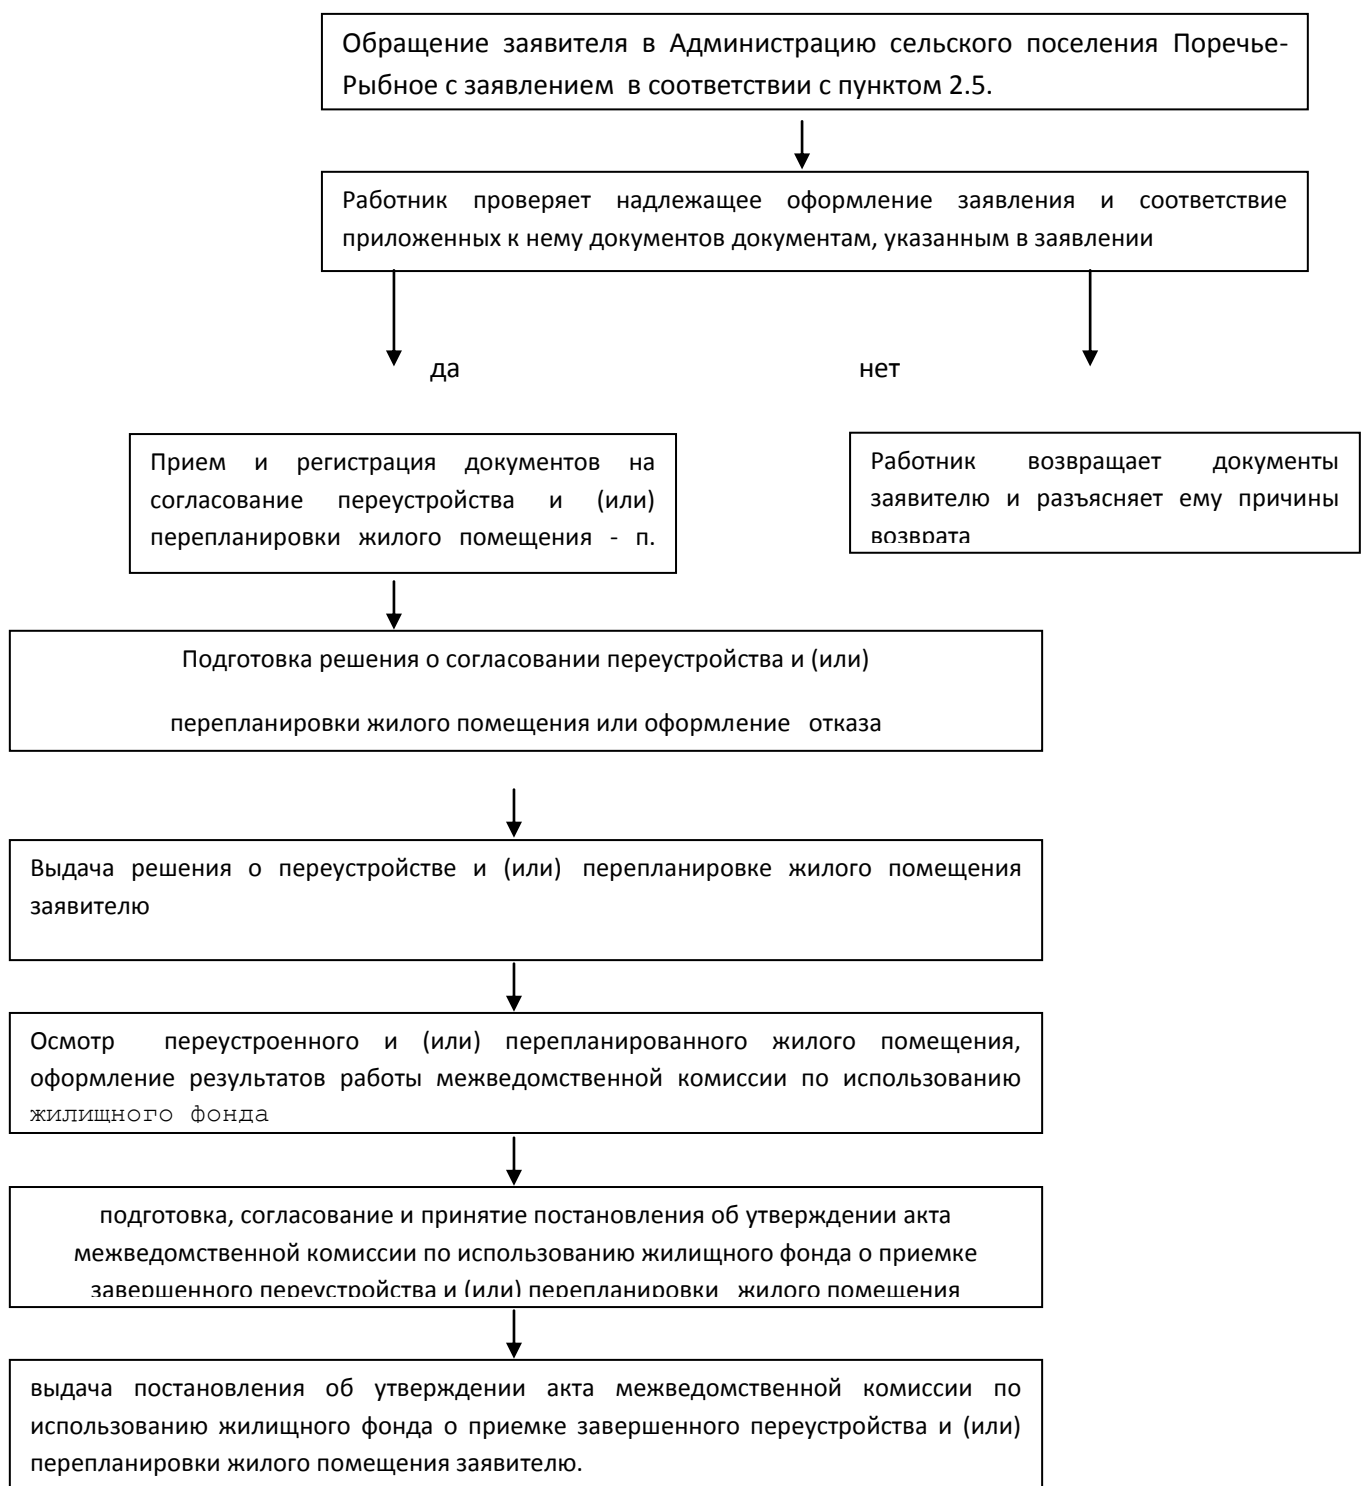 Обращение заявителя в Администрацию сельского поселения Поречье-
Рыбное с заявлением в соответствии с пунктом 2.5.
Работник проверяет надлежащее оформление заявления и соответствие
приложенных к нему документов документам, указанным в заявлении
да
нет
Прием и регистрация документов на
согласование переустройства и (или)
перепланировки жилого помещения - п.
Работник возвращает документы
заявителю и разъясняет ему причины
возврата
Подготовка решения о согласовании переустройства и (или)
перепланировки жилого помещения или оформление отказа
Выдача решения о переустройстве и (или) перепланировке жилого помещения
заявителю
Осмотр переустроенного и (или) перепланированного жилого помещения,
оформление результатов работы межведомственной комиссии по использованию
жилищного фонда
подготовка, согласование и принятие постановления об утверждении акта
межведомственной комиссии по использованию жилищного фонда о приемке
завершенного переустройства и (или) перепланировки жилого помещения
выдача постановления об утверждении акта межведомственной комиссии по
использованию жилищного фонда о приемке завершенного переустройства и (или)
перепланировки жилого помещения заявителю.